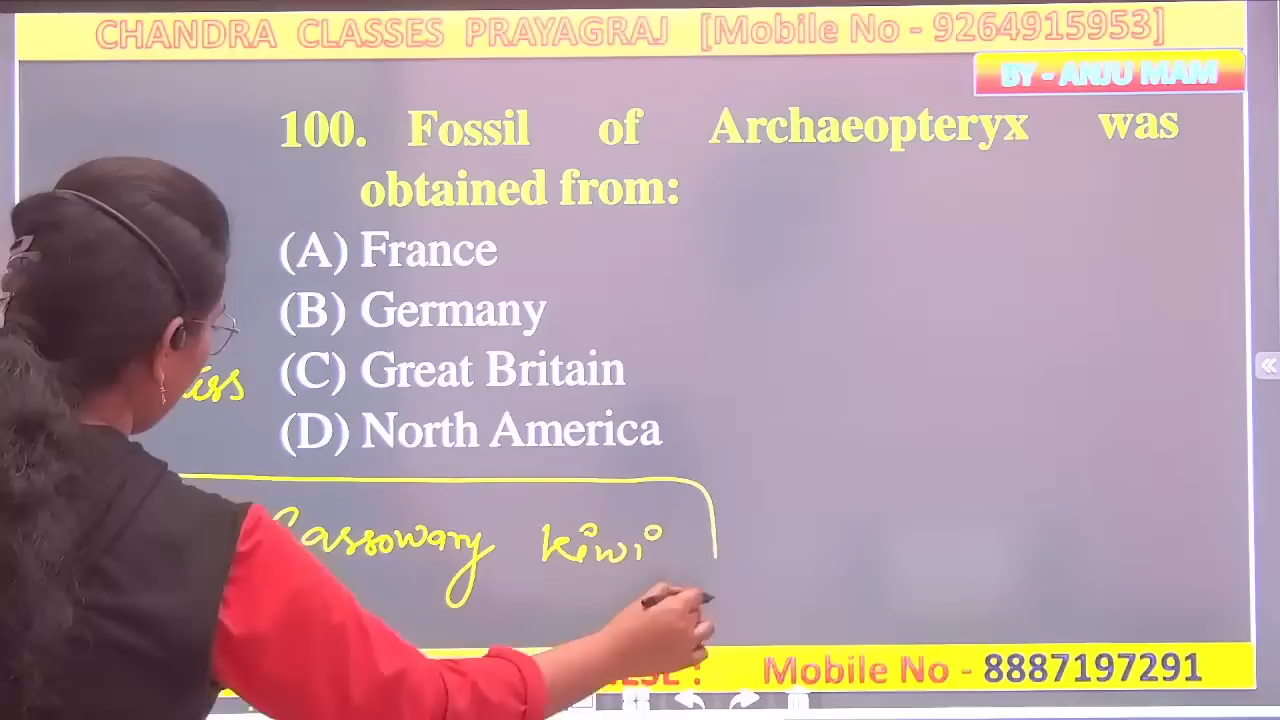 CHANDRA CLASSES PRAYAGRAJ [Mobile No - 9264915953]
BY - ANJU MAM
100. Fossil of Archaeopteryx was
obtained from:
(A) France
(B) Germany
(C) Great Britain
(D) North America
Cassowary Kiwi
Mobile No - 8887197291